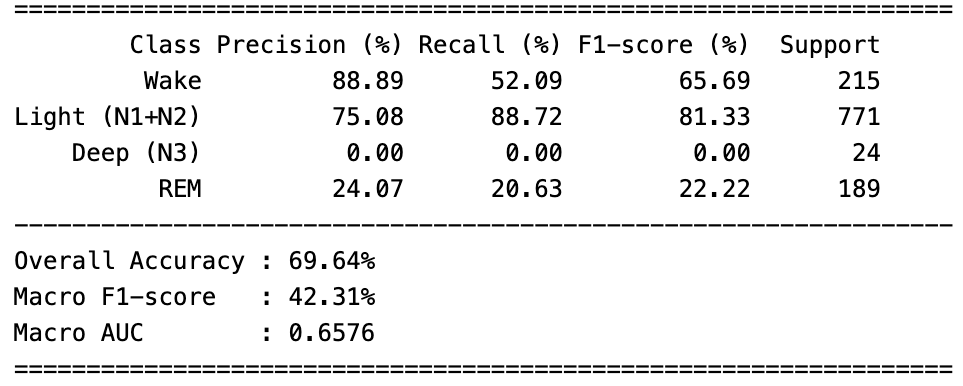 =================================================================
Class Precision (%) Recall (%) F1-score (%) Support
Wake 88.89 52.09 65.69 215
Light (N1+N2) 75.08 88.72 81.33 771
Deep (N3) 0.00 0.00 0.00 24
REM 24.07 20.63 22.22 189
-----------------------------------------------------------------
Overall Accuracy : 69.64%
Macro F1-score : 42.31%
Macro AUC : 0.6576
=================================================================